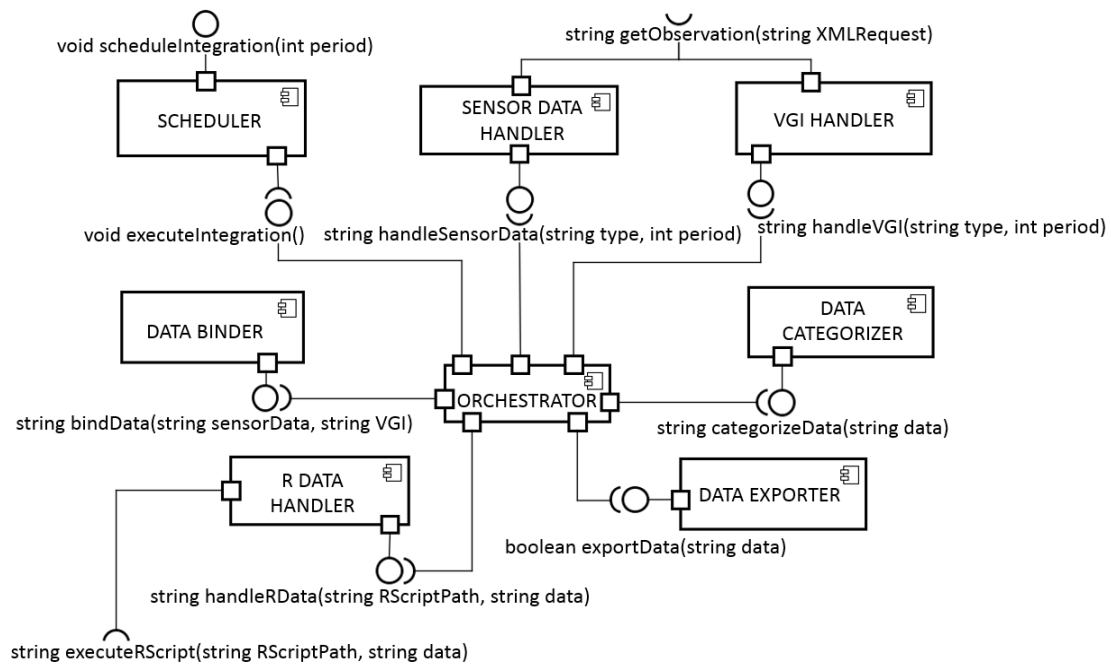 void scheduleIntegration(int period)
string getObservation(string XMLRequest)
SCHEDULER
SENSOR DATA
HANDLER
VGI HANDLER
void executeIntegration()
string handleSensorData(string type, int period)
string handleVGI(string type, int period)
DATA BINDER
DATA
CATEGORIZER
ORCHESTRATOR
string bindData(string sensorData, string VGI)
string categorizeData(string data)
R DATA
HANDLER
DATA EXPORTER
boolean exportData(string data)
string handleRData(string RScriptPath, string data)
string executeRScript(string RScriptPath, string data)